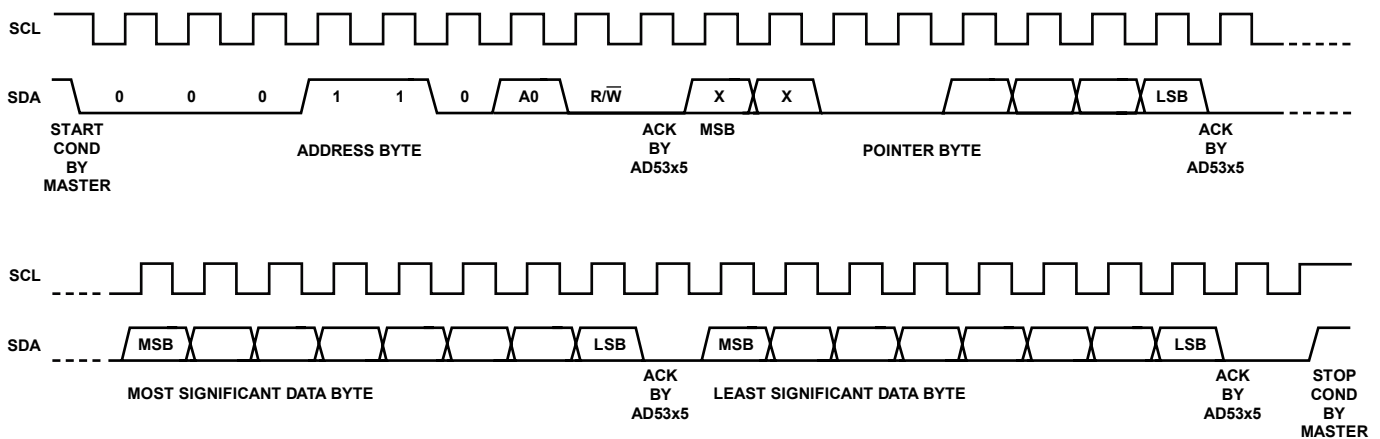 SCL
SDA 0 0 0 1 1 0 A0 R/W̅ X X LSB
START COND BY MASTER
ADDRESS BYTE
ACK BY AD53x5
MSB
POINTER BYTE
ACK BY AD53x5
SCL
SDA MSB LSB MSB LSB
MOST SIGNIFICANT DATA BYTE
ACK BY AD53x5
LEAST SIGNIFICANT DATA BYTE
ACK BY AD53x5
STOP COND BY MASTER